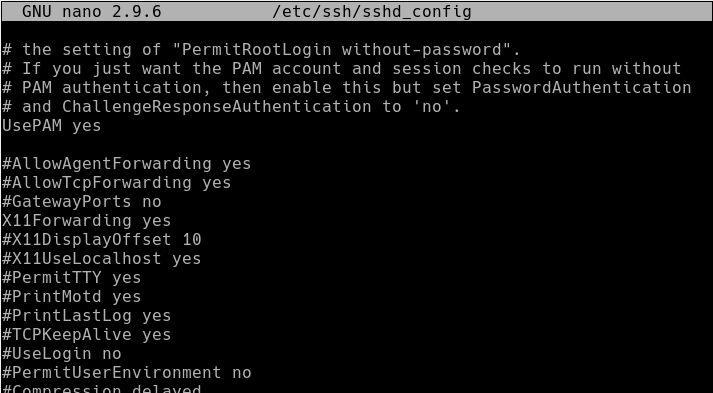 GNU nano 2.9.6 /etc/ssh/sshd_config
# the setting of "PermitRootLogin without-password".
# If you just want the PAM account and session checks to run without
# PAM authentication, then enable this but set PasswordAuthentication
# and ChallengeResponseAuthentication to 'no'.
UsePAM yes
#AllowAgentForwarding yes
#AllowTcpForwarding yes
#GatewayPorts no
X11Forwarding yes
#X11DisplayOffset 10
#X11UseLocalhost yes
#PermitTTY yes
#PrintMotd yes
#PrintLastLog yes
#TCPKeepAlive yes
#UseLogin no
#PermitUserEnvironment no
#Compression delayed